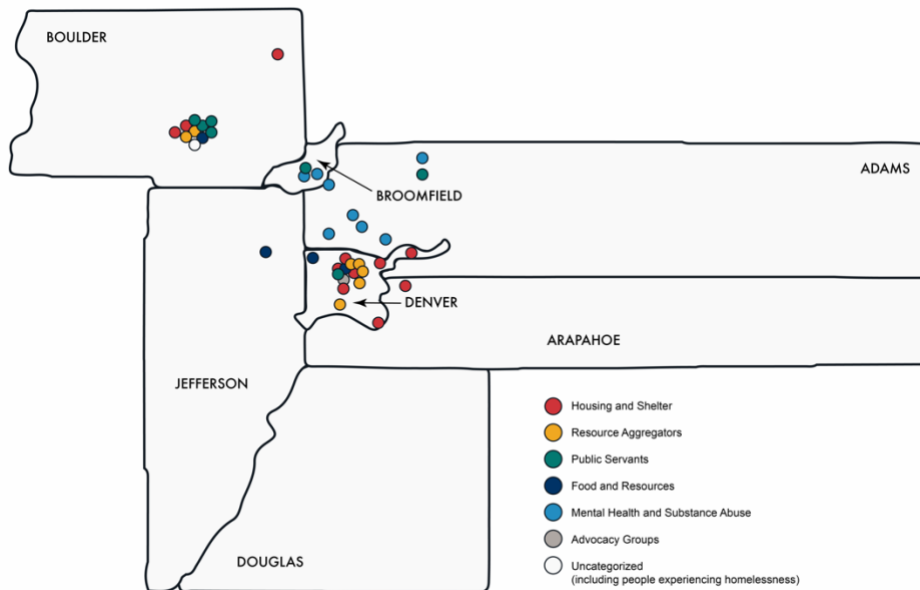 BOULDER
ADAMS
BROOMFIELD
DENVER
ARAPAHOE
JEFFERSON
Housing and Shelter
Resource Aggregators
Public Servants
Food and Resources
Mental Health and Substance Abuse
Advocacy Groups
DOUGLAS
Uncategorized
(including people experiencing homelessness)